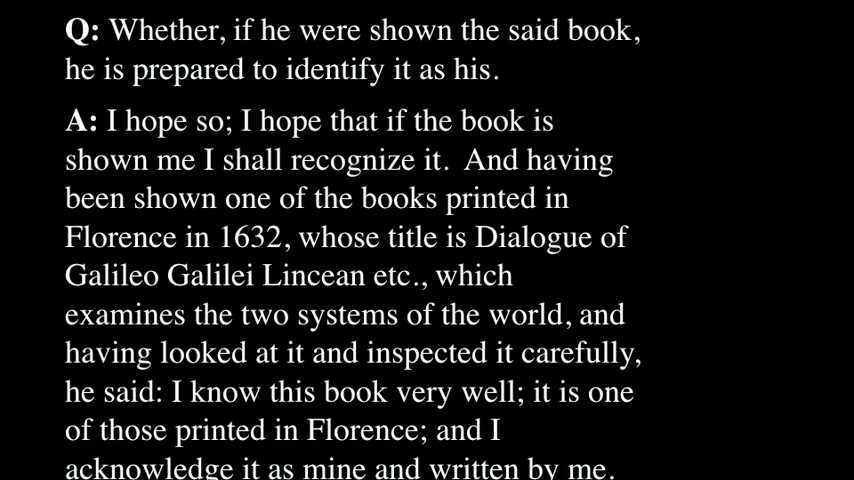 Q: Whether, if he were shown the said book,
he is prepared to identify it as his.
A: I hope so; I hope that if the book is
shown me I shall recognize it.  And having
been shown one of the books printed in
Florence in 1632, whose title is Dialogue of
Galileo Galilei Lincean etc., which
examines the two systems of the world, and
having looked at it and inspected it carefully,
he said: I know this book very well; it is one
of those printed in Florence; and I
acknowledge it as mine and written by me.